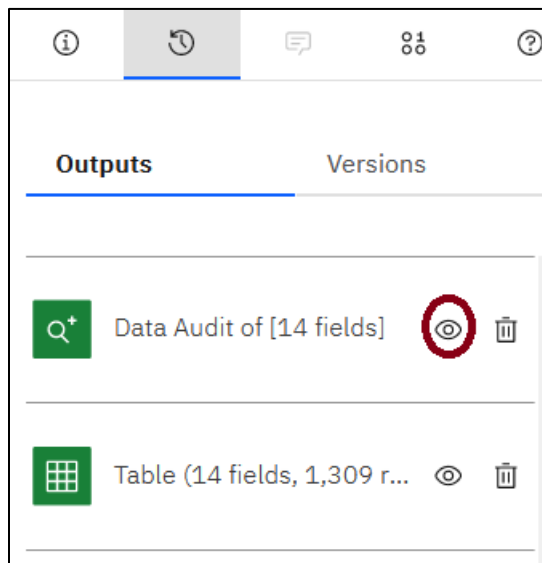 Outputs
Versions
Data Audit of [14 fields]
Table (14 fields, 1,309 r...